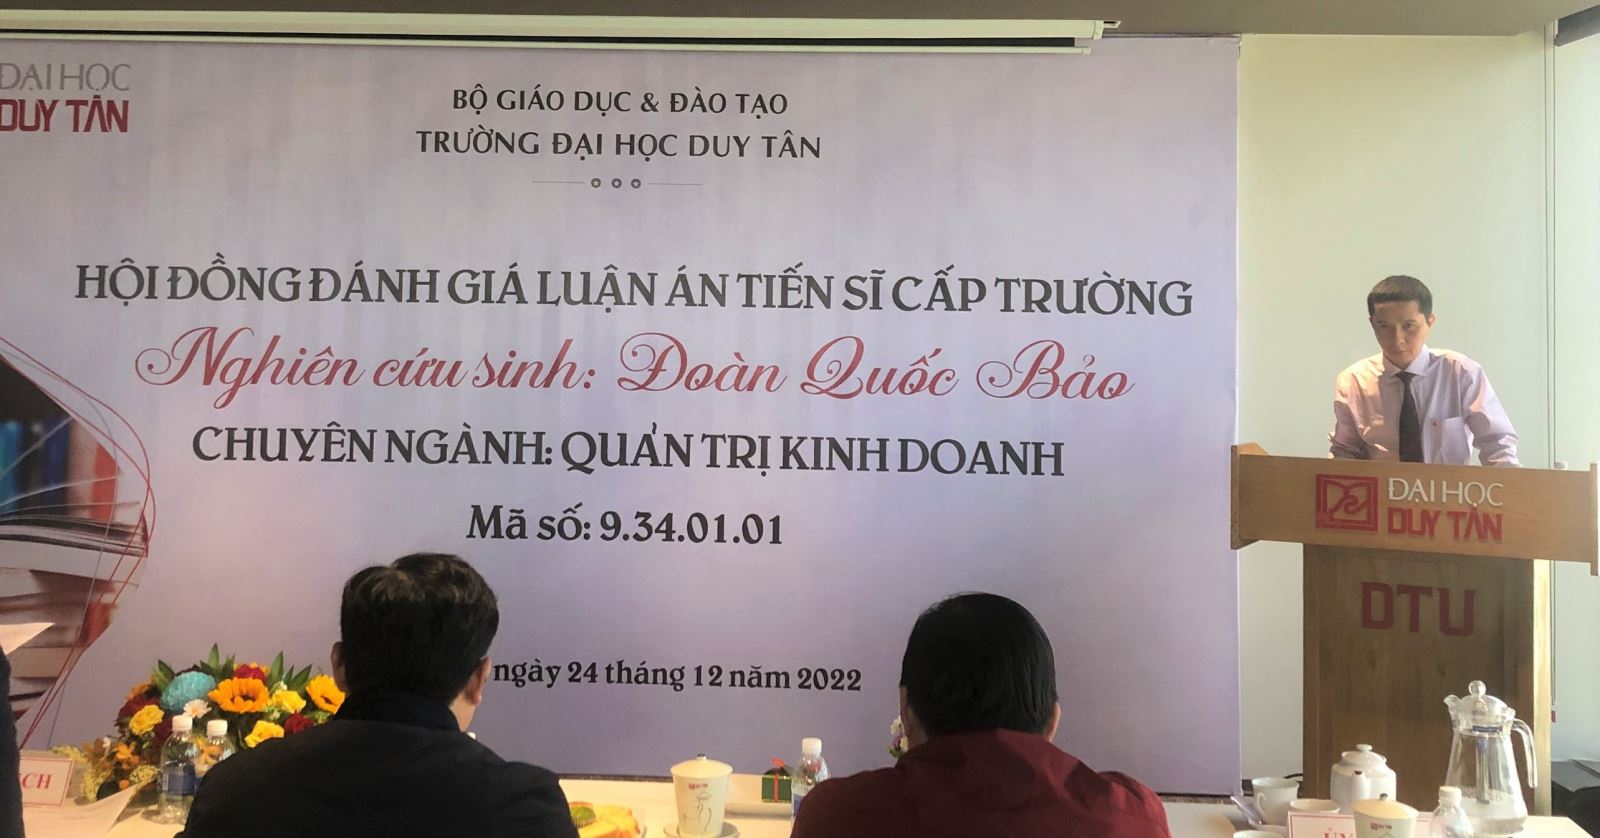 ĐẠI HỌC
DUY TÂN
BỘ GIÁO DỤC & ĐÀO TẠO
TRƯỜNG ĐẠI HỌC DUY TÂN
HỘI ĐỒNG ĐÁNH GIÁ LUẬN ÁN TIẾN SĨ CẤP TRƯỜNG
Nghiên cứu sinh: Đoàn Quốc Bảo
CHUYÊN NGÀNH: QUẢN TRỊ KINH DOANH
Mã số: 9.34.01.01
ngày 24 tháng 12 năm 2022
ĐẠI HỌC
DUY TÂN
DTU